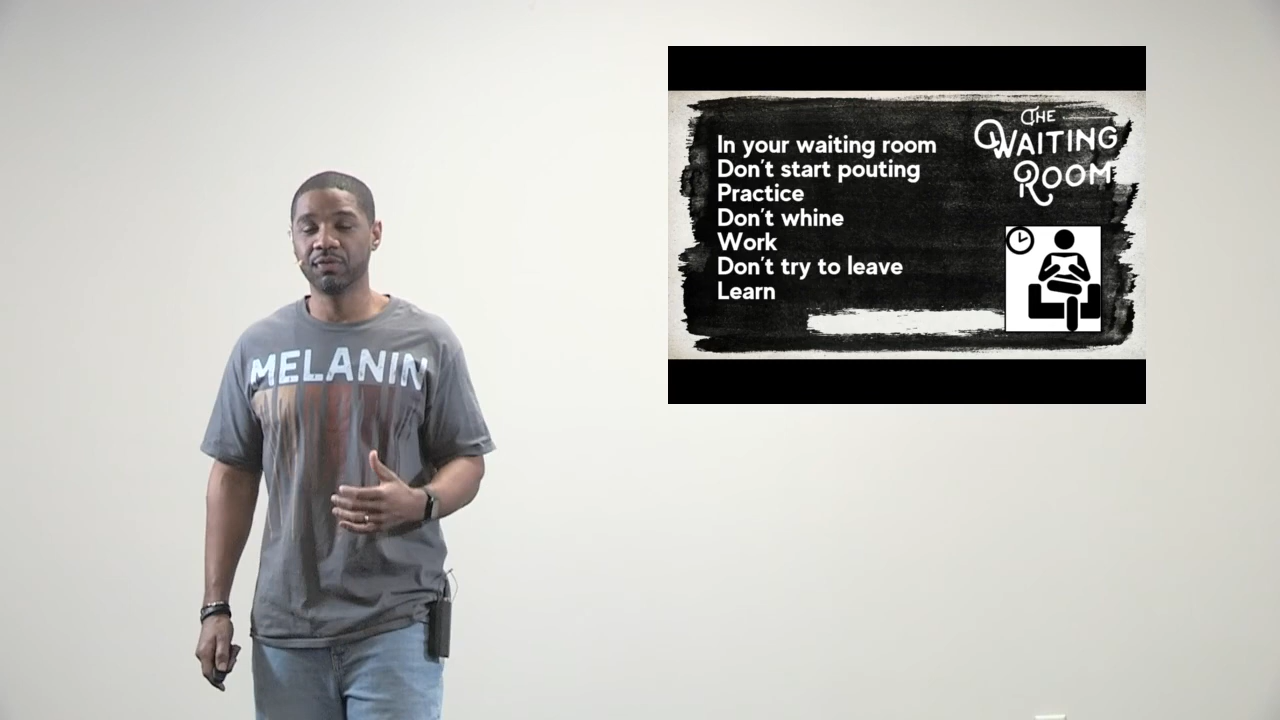 In your waiting room
Don't start pouting
Practice
Don't whine
Work
Don't try to leave
Learn
THE
WAITING
ROOM
MELANIN